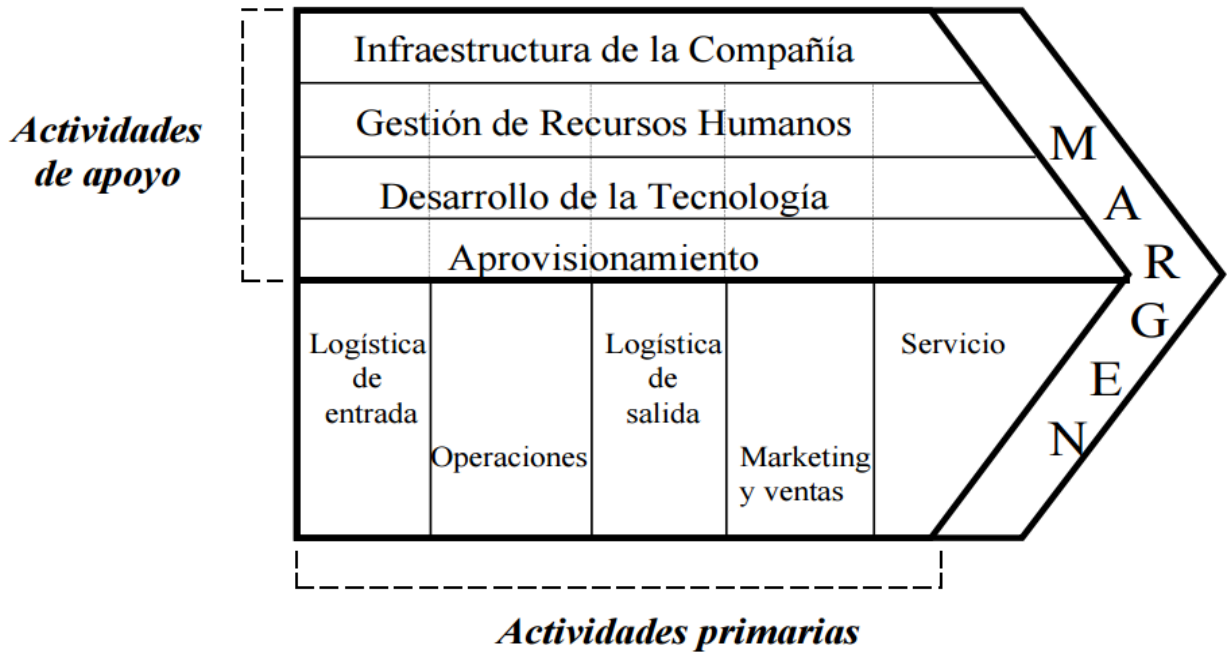 Infraestructura de la Compañía
Gestión de Recursos Humanos
Desarrollo de la Tecnología
Aprovisionamiento
Actividades
de apoyo
Logística
de
entrada
Operaciones
Logística
de
salida
Marketing
y ventas
Servicio
MARGEN
Actividades primarias